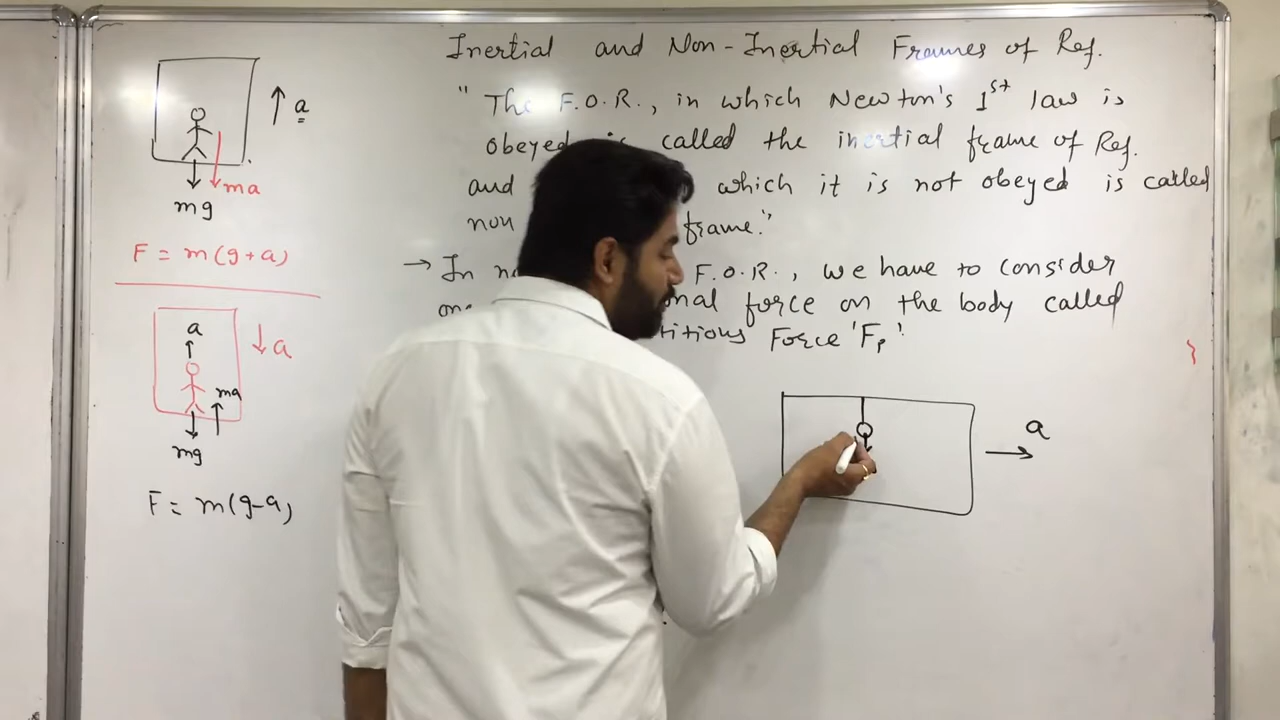 Inertial and Non-Inertial Frames of Ref.
" The F.O.R., in which Newton's 1st law is
obeyed is called the inertial frame of Ref.
and which it is not obeyed is called
non frame."
→ In F.O.R., we have to consider
force on the body called
Force 'Fp'
a
ma
mg
F = m(g+a)
a
a
ma
mg
F = m(g-a)
a